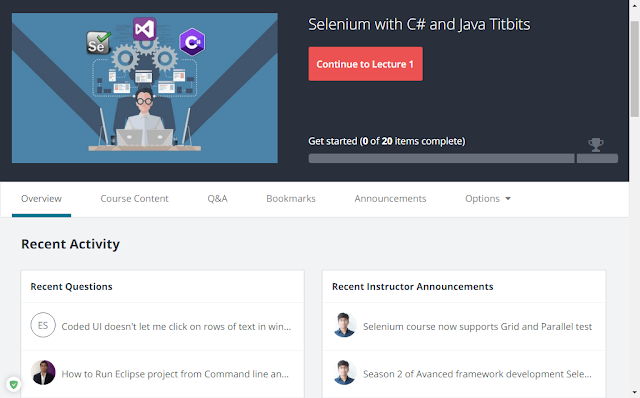 Selenium with C# and Java Titbits
Se
C#
Continue to Lecture 1
Get started (0 of 20 items complete)
Overview Course Content Q&A Bookmarks Announcements Options
Recent Activity
Recent Questions
ES Coded UI doesn't let me click on rows of text in win...
How to Run Eclipse project from Command line an...
Recent Instructor Announcements
Selenium course now supports Grid and Parallel test
Season 2 of Avanced framework development Sele...